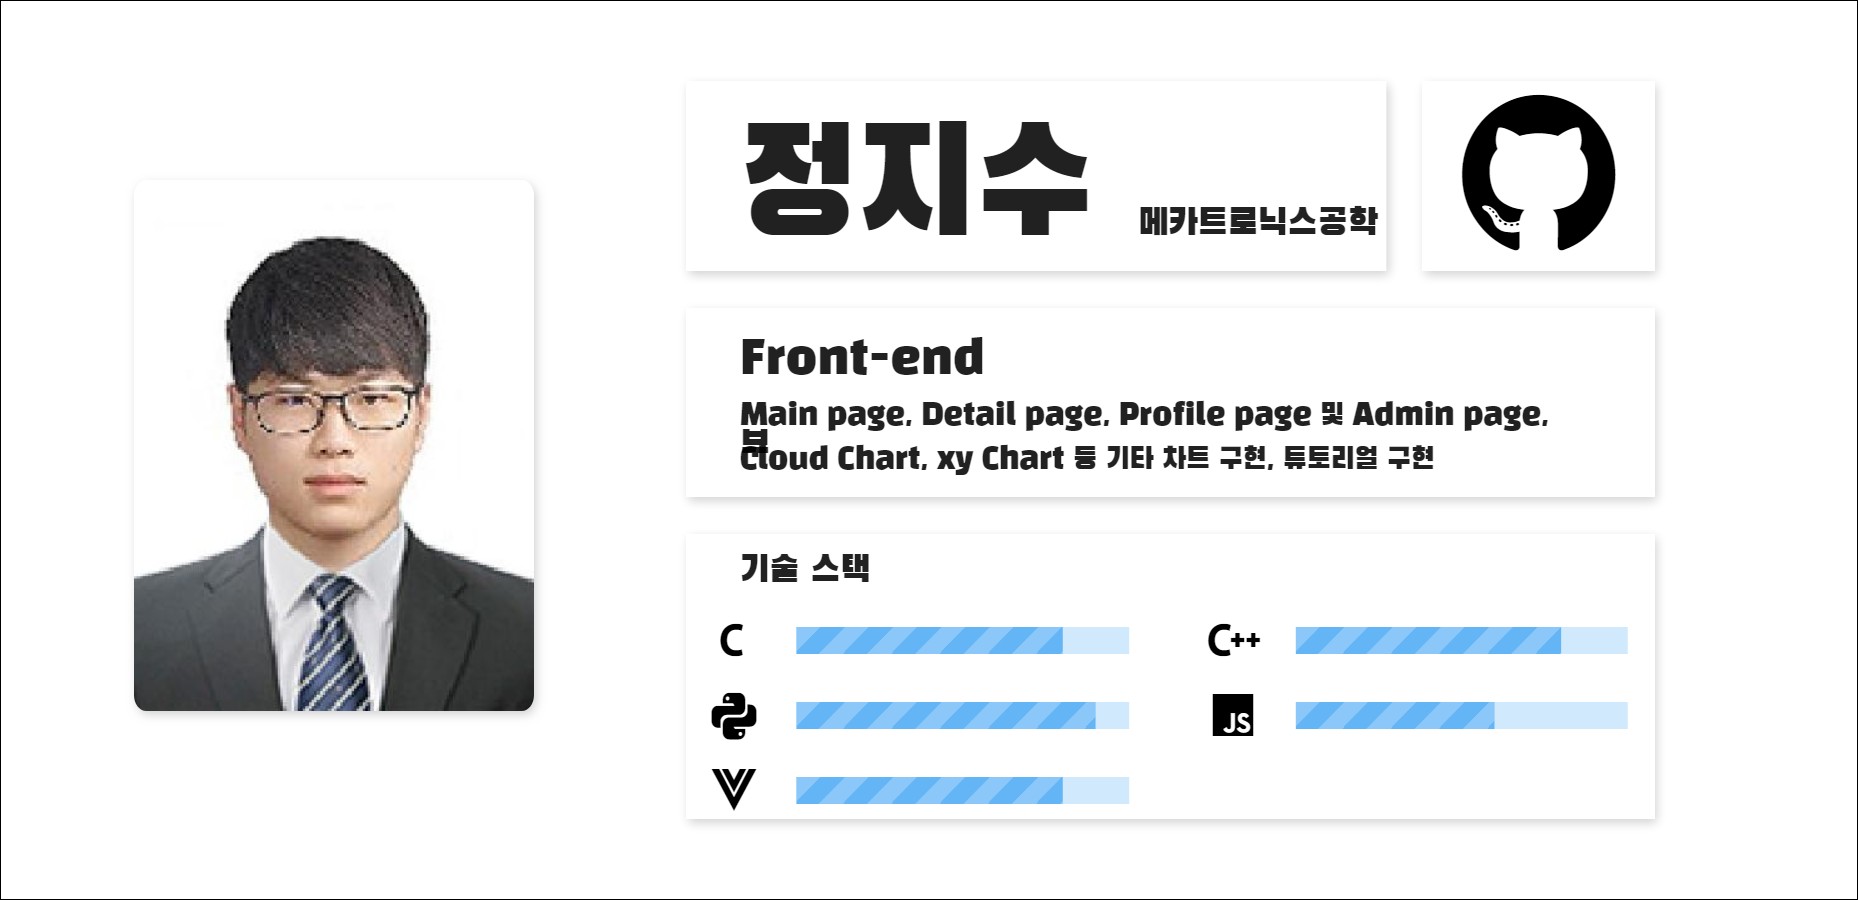 정지수
메카트로닉스공학
Front-end
Main page, Detail page, Profile page 및 Admin page,
Cloud Chart, xy Chart 등 기타 차트 구현, 튜토리얼 구현
기술 스택
C
C++
JS